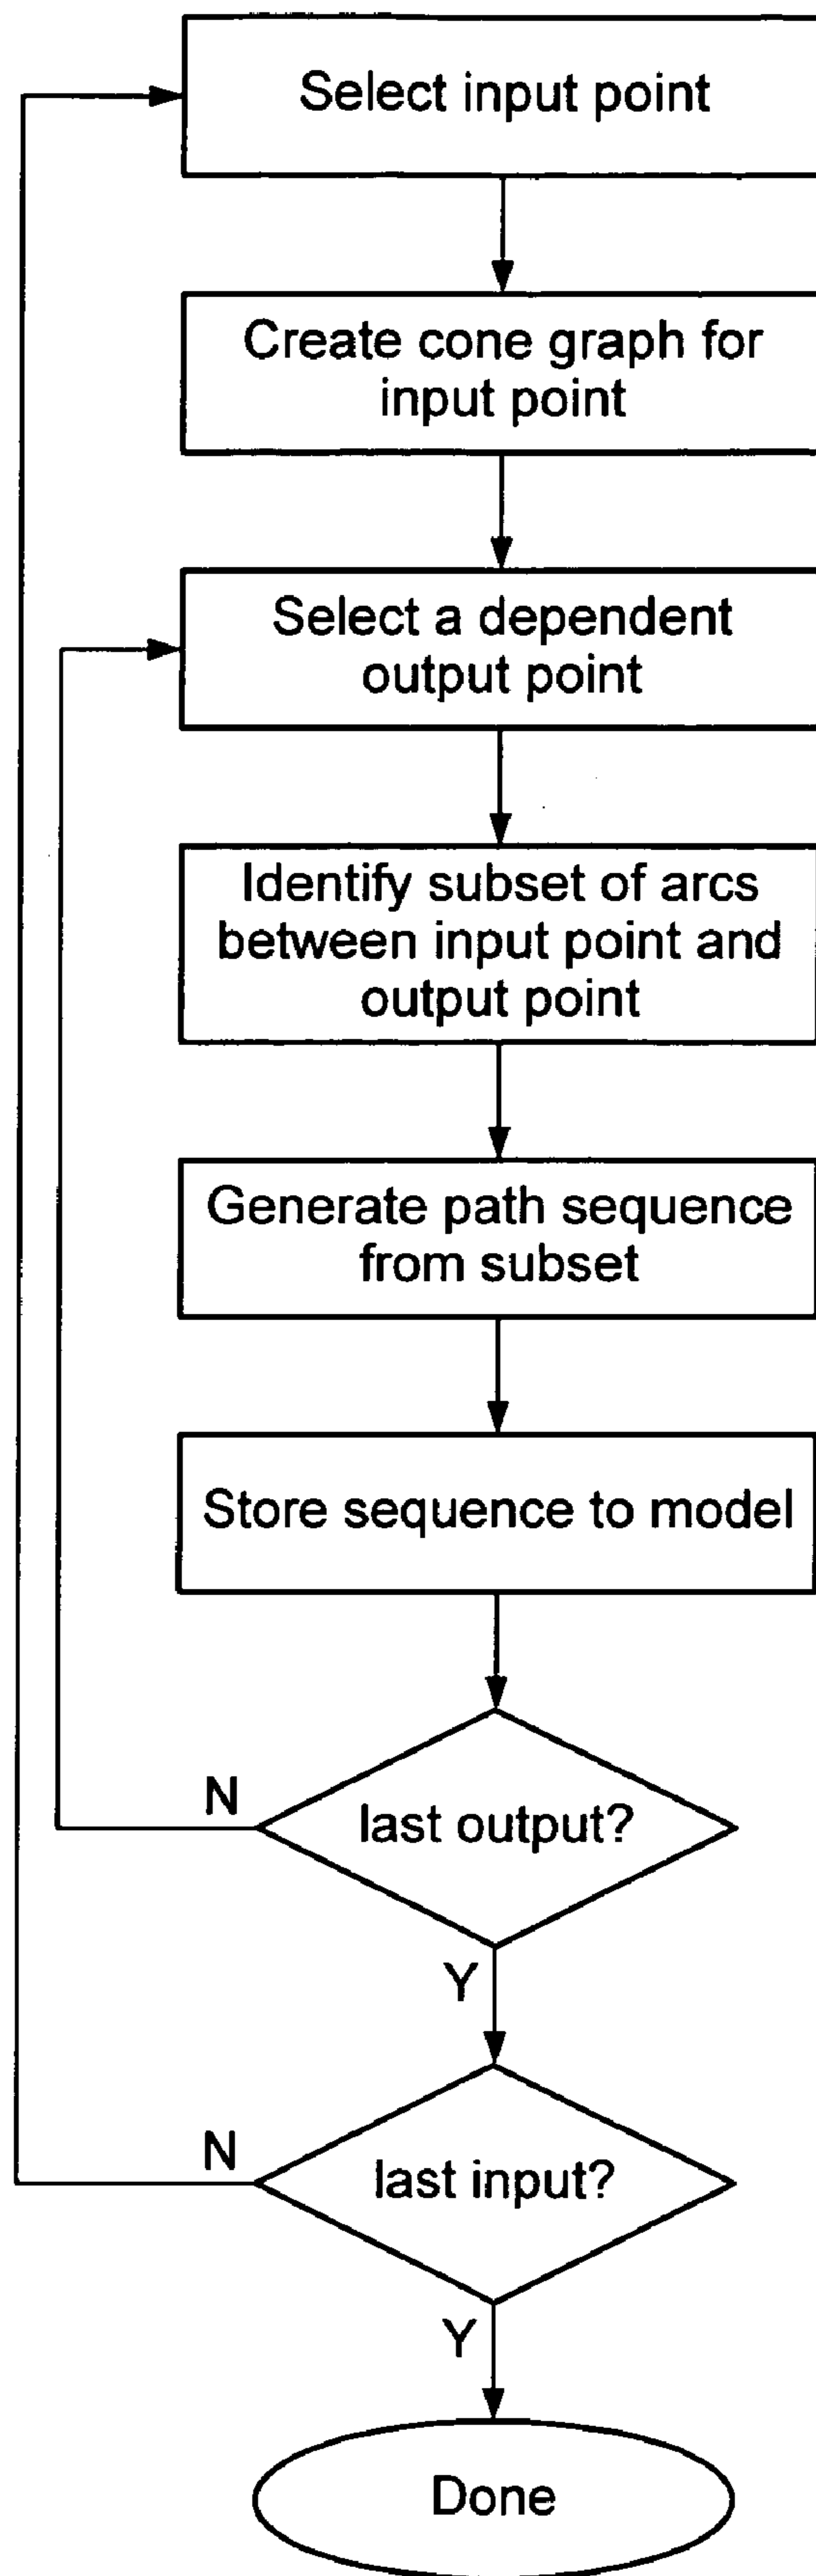 Select input point
Create cone graph for
input point
Select a dependent
output point
Identify subset of arcs
between input point and
output point
Generate path sequence
from subset
Store sequence to model
N
last output?
Y
N
last input?
Y
Done